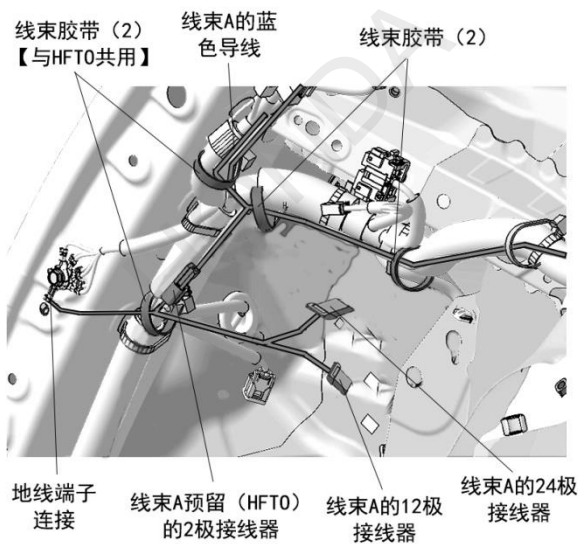 线束胶带（2）
【与HFTO共用】
线束A的蓝
色导线
线束胶带（2）
地线端子
连接
线束A预留（HFTO）
的2极接线器
线束A的12极
接线器
线束A的24极
接线器